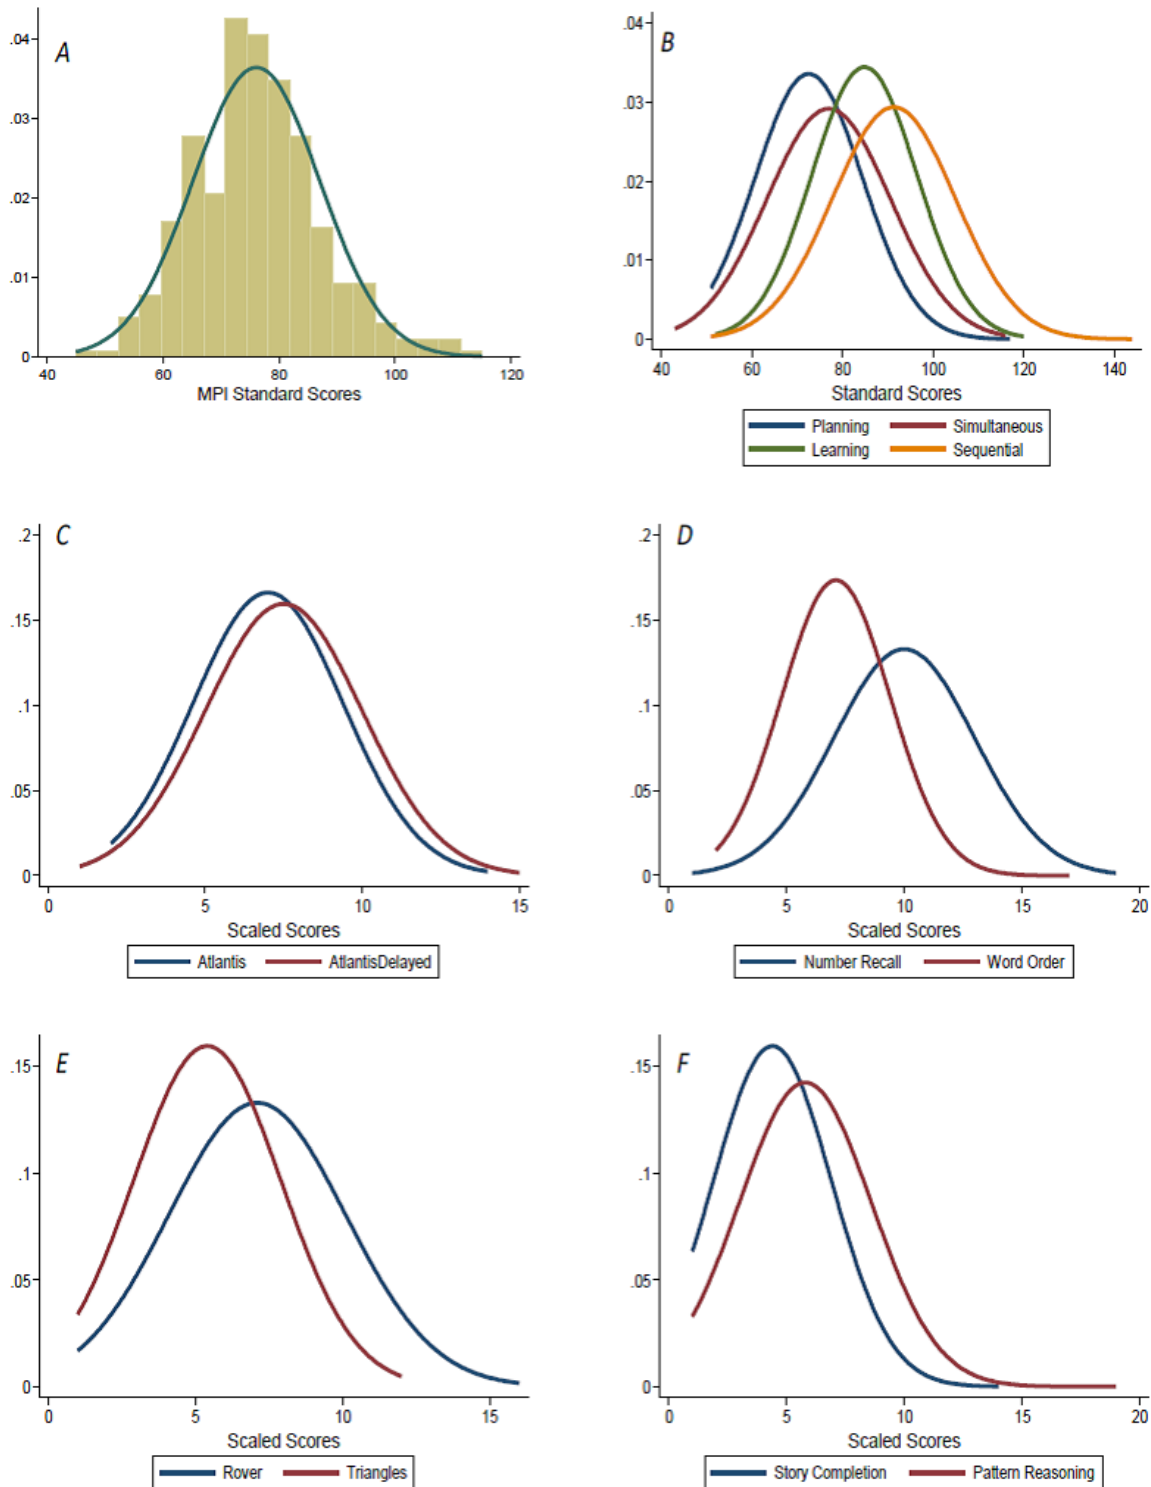 A
.04
.03
.02
.01
0
40 60 80 100 120
MPI Standard Scores
B
.04
.03
.02
.01
0
40 60 80 100 120 140
Standard Scores
Planning Simultaneous
Learning Sequential
C
.2
.15
.1
.05
0
0 5 10 15
Scaled Scores
Atlantis AtlantisDelayed
D
.2
.15
.1
.05
0
0 5 10 15 20
Scaled Scores
Number Recall Word Order
E
.15
.1
.05
0
0 5 10 15
Scaled Scores
Rover Triangles
F
.15
.1
.05
0
0 5 10 15 20
Scaled Scores
Story Completion Pattern Reasoning